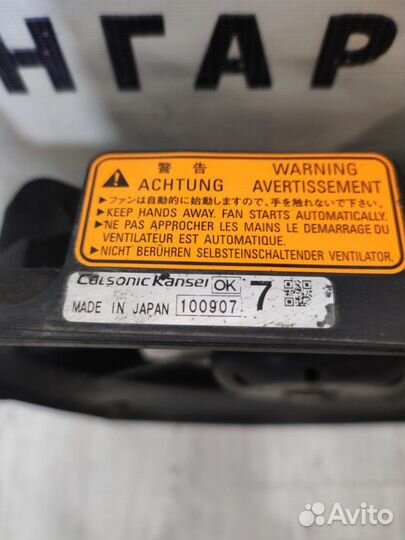 НГАР
警告 WARNING
ACHTUNG AVERTISSEMENT
▶ファンは自動的に始動しますので、手を触れないで下さい。
▶KEEP HANDS AWAY. FAN STARTS AUTOMATICALLY.
▶NE PAS APPROCHER LES MAINS LE DEMARRAGE DU
VENTILATEUR EST AUTOMATIQUE.
▶NICHT BERÜHREN SELBSTEINSCHALTENDER VENTILATOR.
CalsonicKansei OK 7
MADE IN JAPAN 100907
Avito